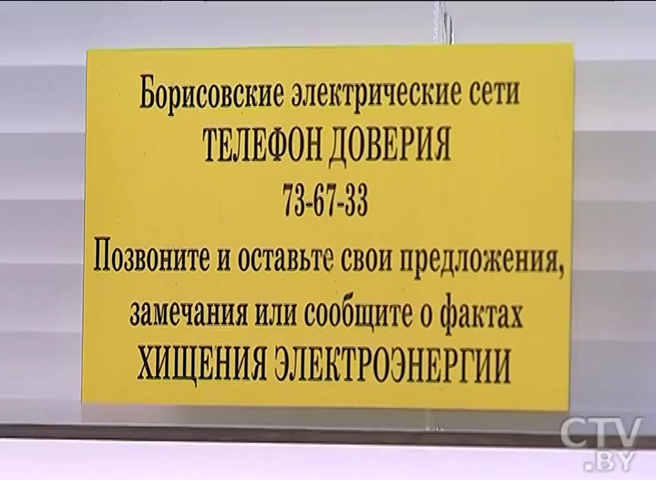 Борисовские электрические сети
ТЕЛЕФОН ДОВЕРИЯ
73-67-33
Позвоните и оставьте свои предложения,
замечания или сообщите о фактах
ХИЩЕНИЯ ЭЛЕКТРОЭНЕРГИИ
CTV
.BY